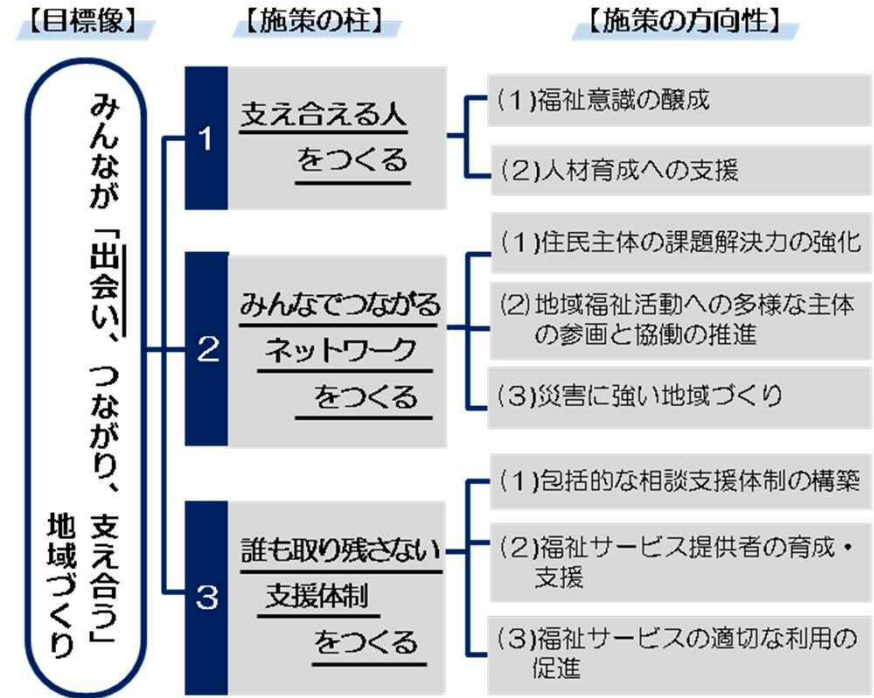 【目標像】
【施策の柱】
【施策の方向性】
みんなが「出会い、つながり、支え合う」
地域づくり
1
支え合える人
をつくる
(1)福祉意識の醸成
(2)人材育成への支援
2
みんなでつながる
ネットワーク
をつくる
(1)住民主体の課題解決力の強化
(2)地域福祉活動への多様な主体
の参画と協働の推進
(3)災害に強い地域づくり
3
誰も取り残さない
支援体制
をつくる
(1)包括的な相談支援体制の構築
(2)福祉サービス提供者の育成・
支援
(3)福祉サービスの適切な利用の
促進